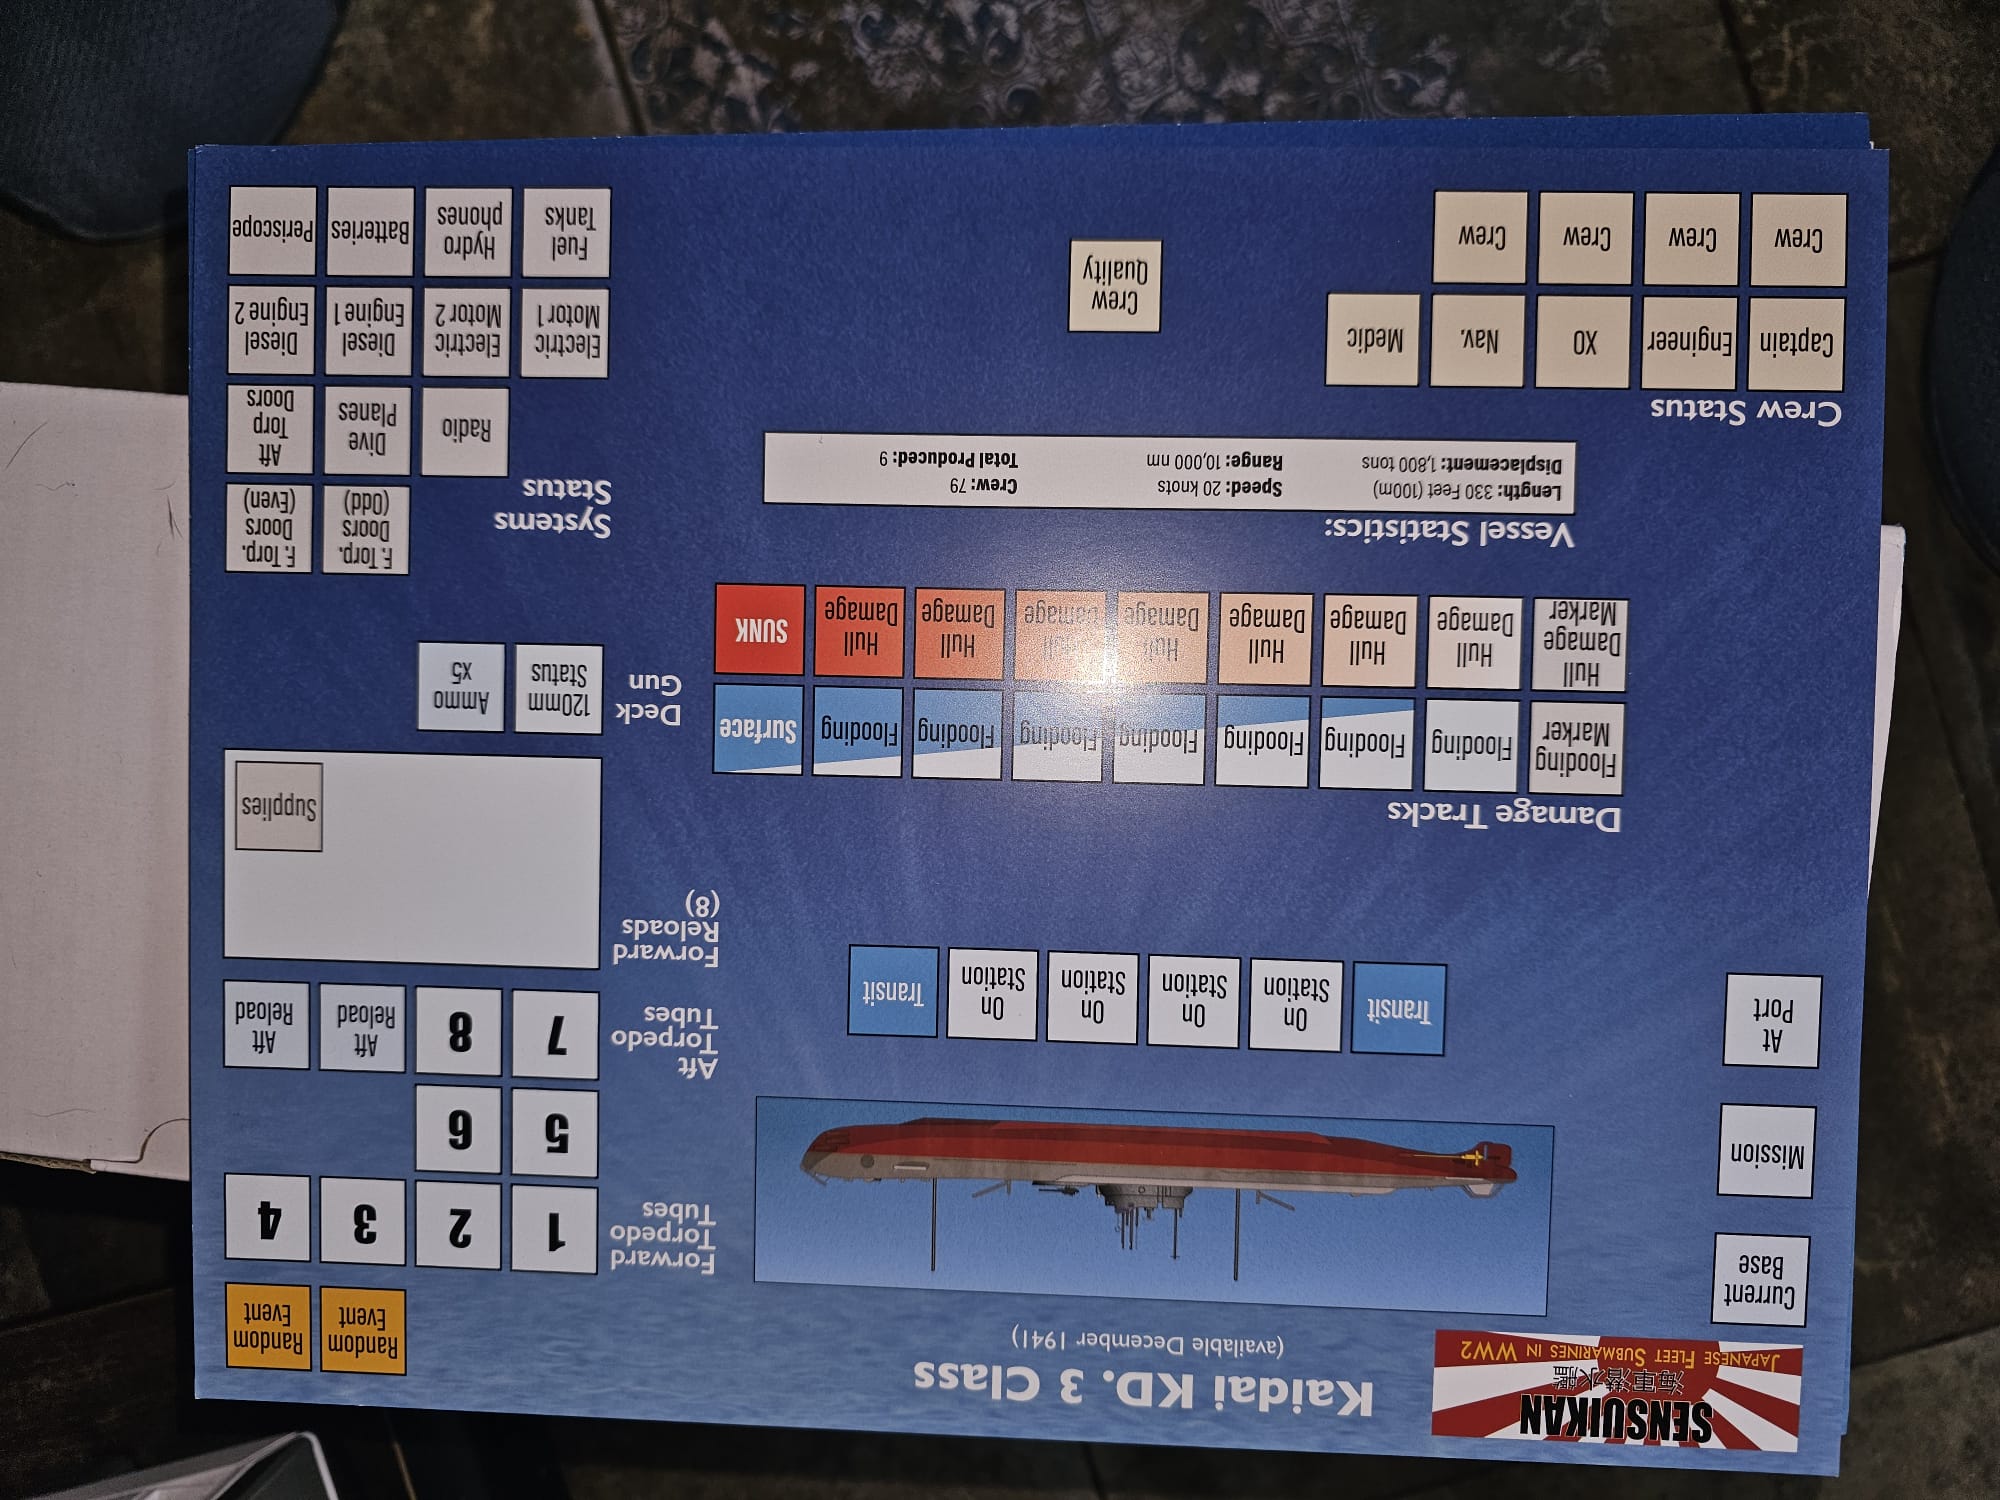 SENSUIKAN
海軍潜水艦
JAPANESE FLEET SUBMARINES IN WW2
Kaidai KD. 3 Class
(available December 1941)
Random
Event
Random
Event
Current
Base
Mission
At
Port
Forward
Torpedo
Tubes
1
2
3
4
5
6
Aft
Torpedo
Tubes
7
8
Aft
Reload
Aft
Reload
Transit
On
Station
On
Station
On
Station
On
Station
Transit
Forward
Reloads
(8)
Supplies
Damage Tracks
Flooding
Marker
Flooding
Flooding
Flooding
Flooding
Flooding
Flooding
Flooding
Surface
Hull
Damage
Marker
Hull
Damage
Hull
Damage
Hull
Damage
Hull
Damage
Hull
Damage
Hull
Damage
Hull
Damage
SUNK
Deck
Gun
120mm
Status
Ammo
x5
Vessel Statistics:
Length: 330 Feet (100m)
Speed: 20 knots
Crew: 79
Displacement: 1,800 tons
Range: 10,000 nm
Total Produced: 9
Systems
Status
F. Torp.
Doors
(Odd)
F. Torp.
Doors
(Even)
Radio
Dive
Planes
Aft
Torp
Doors
Electric
Motor 1
Electric
Motor 2
Diesel
Engine 1
Diesel
Engine 2
Fuel
Tanks
Hydro
phones
Batteries
Periscope
Crew Status
Captain
Engineer
XO
Nav.
Medic
Crew
Crew
Crew
Crew
Crew
Quality